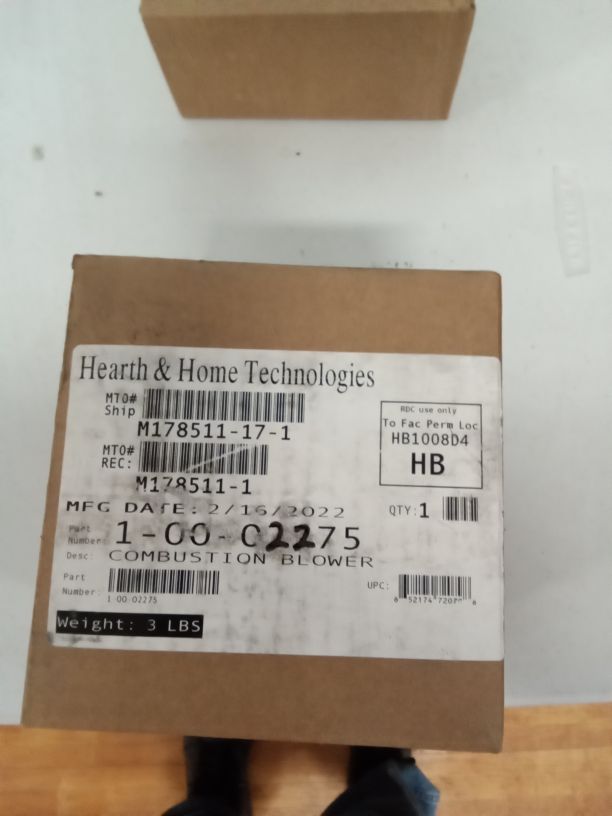 Hearth & Home Technologies
MTO#
Ship
M178511-17-1
MTO#
REC:
M178511-1
RDC use only
To Fac Perm Loc
HB1008D4
HB
MFG DATE: 2/16/2022
QTY: 1
Part
Number: 1-00-02275
Desc: COMBUSTION BLOWER
Part
Number:
1-00-02275
UPC:
Weight: 3 LBS